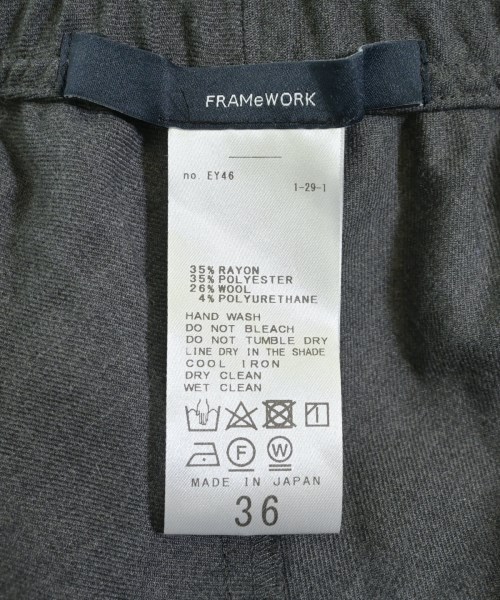 FRAMeWORK
no. EY46
1-29-1
35% RAYON
35% POLYESTER
26% WOOL
4% POLYURETHANE
HAND WASH
DO NOT BLEACH
DO NOT TUMBLE DRY
LINE DRY IN THE SHADE
COOL IRON
DRY CLEAN
WET CLEAN
F W
MADE IN JAPAN
36